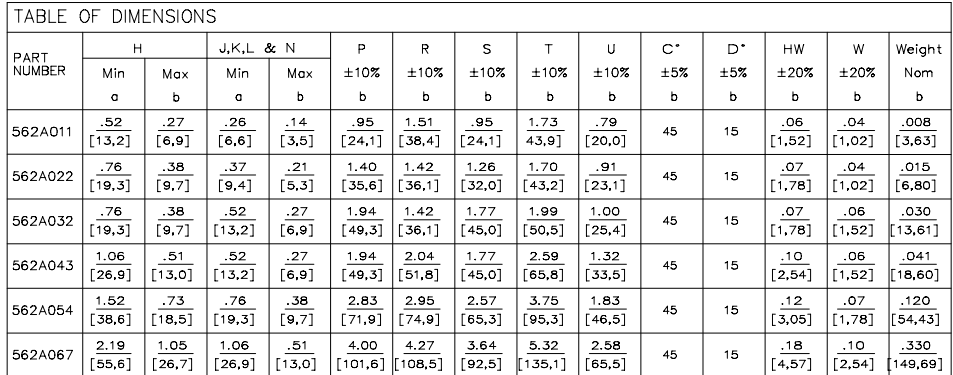 TABLE OF DIMENSIONS
PART NUMBER H J,K,L & N P R S T U C° D° HW W Weight
Min Max Min Max ±10% ±10% ±10% ±10% ±10% ±5% ±5% ±20% ±20% Nom
a b a b b b b b b b b b b b
562A011 .52 .27 .26 .14 .95 1.51 .95 1.73 .79 45 15 .06 .04 .008
[13,2] [6,9] [6,6] [3,5] [24,1] [38,4] [24,1] 43,9] [20,0] [1,52] [1,02] [3,63]
562A022 .76 .38 .37 .21 1.40 1.42 1.26 1.70 .91 45 15 .07 .04 .015
[19,3] [9,7] [9,4] [5,3] [35,6] [36,1] [32,0] [43,2] [23,1] [1,78] [1,02] [6,80]
562A032 .76 .38 .52 .27 1.94 1.42 1.77 1.99 1.00 45 15 .07 .06 .030
[19,3] [9,7] [13,2] [6,9] [49,3] [36,1] [45,0] [50,5] [25,4] [1,78] [1,52] [13,61]
562A043 1.06 .51 .52 .27 1.94 2.04 1.77 2.59 1.32 45 15 .10 .06 .041
[26,9] [13,0] [13,2] [6,9] [49,3] [51,8] [45,0] [65,8] [33,5] [2,54] [1,52] [18,60]
562A054 1.52 .73 .76 .38 2.83 2.95 2.57 3.75 1.83 45 15 .12 .07 .120
[38,6] [18,5] [19,3] [9,7] [71,9] [74,9] [65,3] [95,3] [46,5] [3,05] [1,78] [54,43]
562A067 2.19 1.05 1.06 .51 4.00 4.27 3.64 5.32 2.58 45 15 .18 .10 .330
[55,6] [26,7] [26,9] [13,0] [101,6] [108,5] [92,5] [135,1] [65,5] [4,57] [2,54] [149,69]